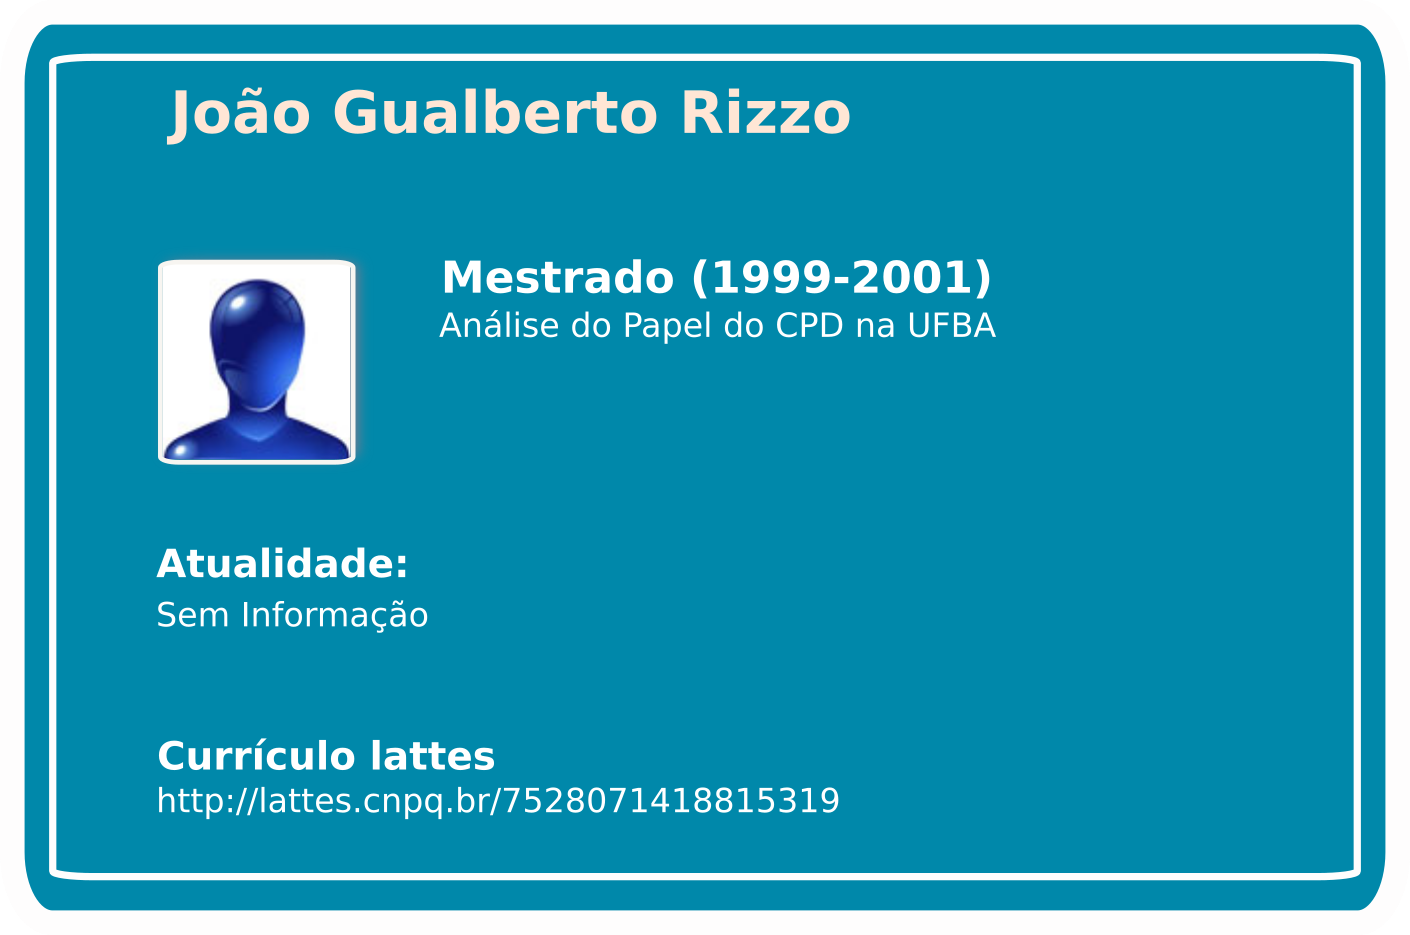 João Gualberto Rizzo
Mestrado (1999-2001)
Análise do Papel do CPD na UFBA
Atualidade:
Sem Informação
Currículo lattes
http://lattes.cnpq.br/7528071418815319